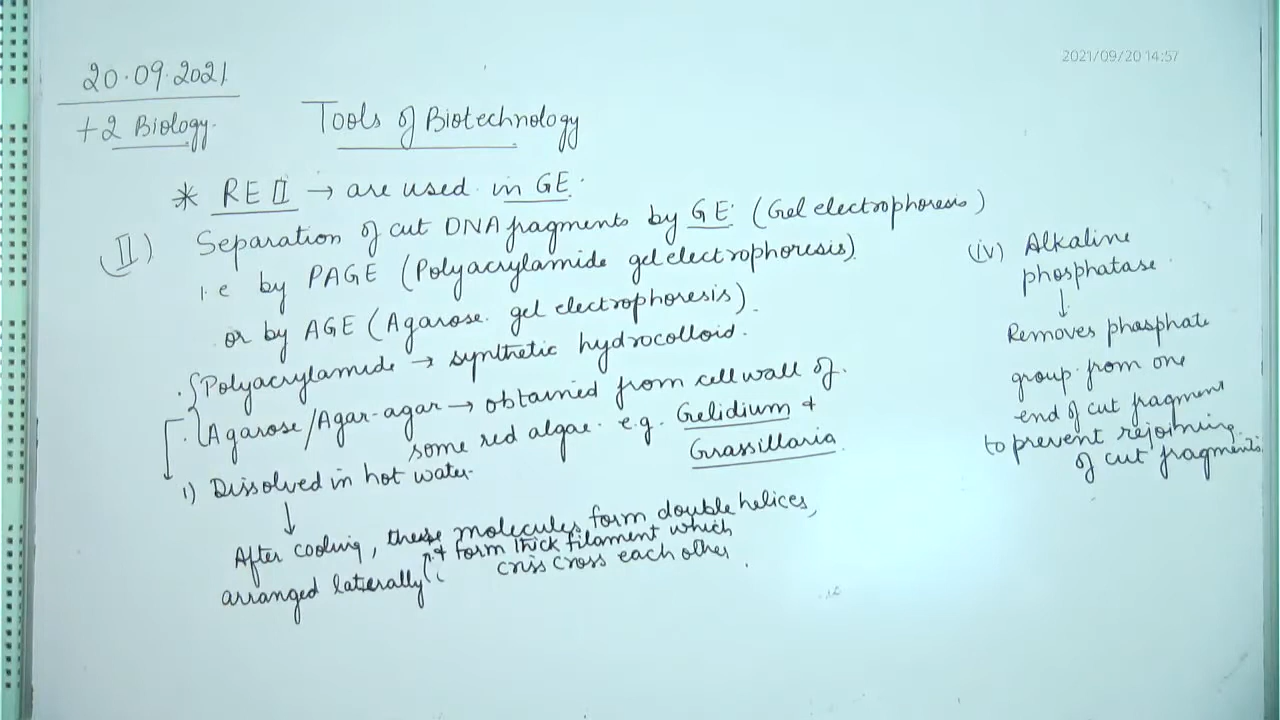 2021/09/20 14:57
20.09.2021
+2 Biology.
Tools of Biotechnology
* RE II → are used in GE.
(II) Separation of cut DNA fragments by GE (Gel electrophoresis)
i.e by PAGE (Polyacrylamide gel electrophoresis)
or by AGE (Agarose gel electrophoresis).
Polyacrylamide → synthetic hydrocolloid.
Agarose/Agar-agar → obtained from cell wall of
some red algae. e.g. Gelidium +
Grassillaria
i) Dissolved in hot water.
↓
After cooling, these molecules form double helices,
arranged laterally + form thick filament which
criss cross each other.
(iv) Alkaline
phosphatase.
↓
Removes phosphate
group from one
end of cut fragment
to prevent rejoining
of cut fragments.